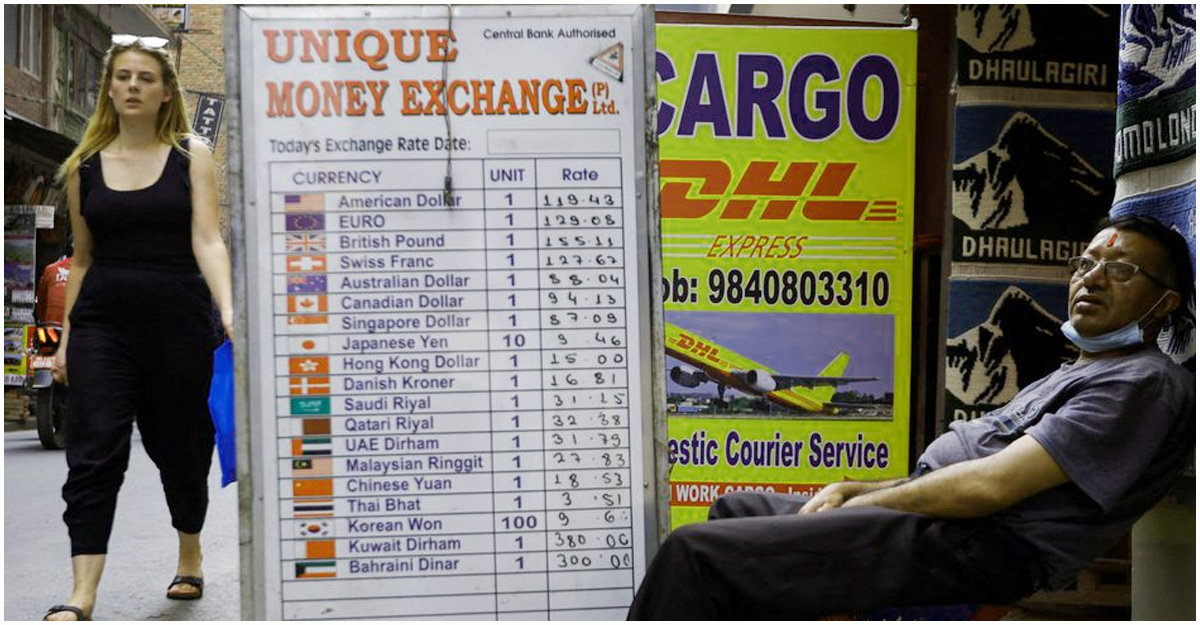 UNIQUE
Central Bank Authorised
MONEY EXCHANGE (P) Ltd.
Today's Exchange Rate Date:
CURRENCY UNIT Rate
American Dollar 1 119.43
EURO 1 129.08
British Pound 1 155.11
Swiss Franc 1 127.67
Australian Dollar 1 88.04
Canadian Dollar 1 94.13
Singapore Dollar 1 87.09
Japanese Yen 10 9.46
Hong Kong Dollar 1 15.00
Danish Kroner 1 16.81
Saudi Riyal 1 31.25
Qatari Riyal 1 32.38
UAE Dirham 1 31.79
Malaysian Ringgit 1 27.83
Chinese Yuan 1 18.53
Thai Bhat 1 3.51
Korean Won 100
Kuwait Dirham 1 380.00
Bahraini Dinar 1 300.00
CARGO
DHL
EXPRESS
ob: 9840803310
DHL
estic Courier Service
WORK CARGO
DHAULAGIRI
DHAULAGI
OMOLON
TATT